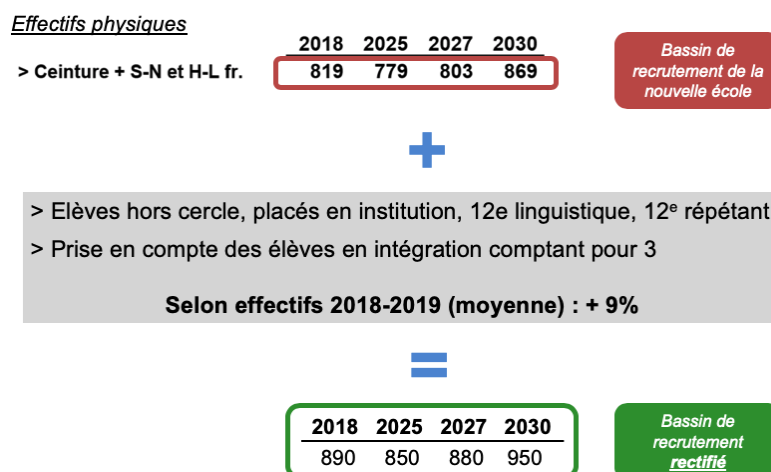 Effectifs physiques
2018 2025 2027 2030
> Ceinture + S-N et H-L fr. 819 779 803 869
Bassin de
recrutement de la
nouvelle école
+
> Elèves hors cercle, placés en institution, 12e linguistique, 12e répétant
> Prise en compte des élèves en intégration comptant pour 3
Selon effectifs 2018-2019 (moyenne) : + 9%
=
2018 2025 2027 2030
890 850 880 950
Bassin de
recrutement
rectifié